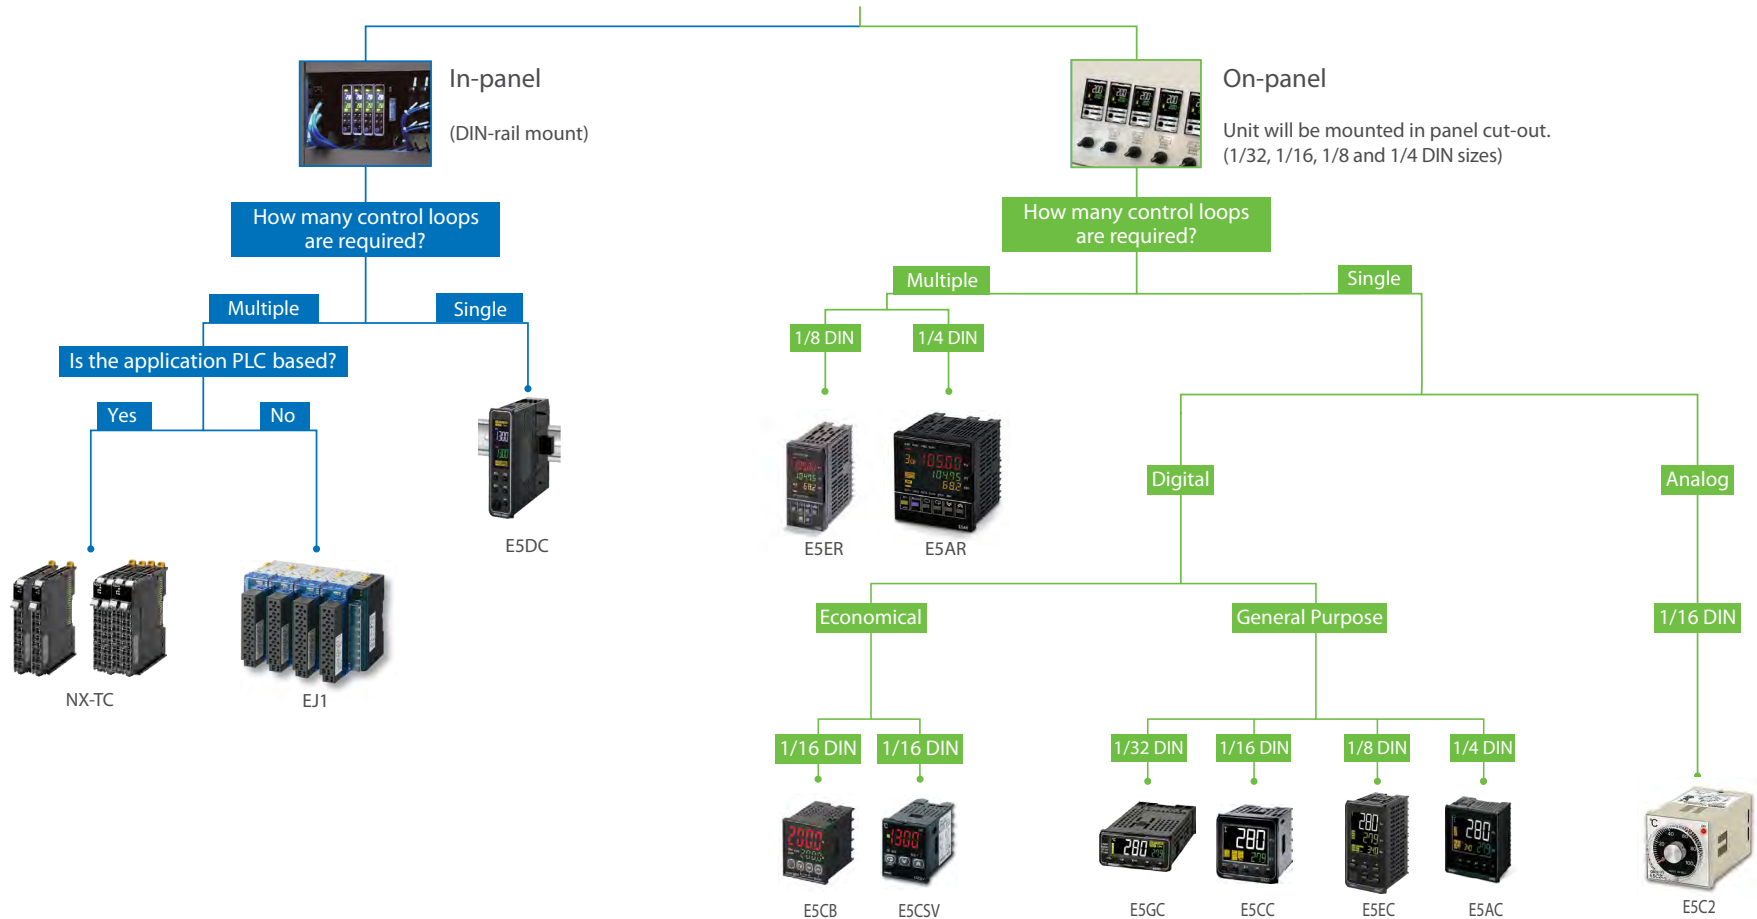 In-panel
(DIN-rail mount)
On-panel
Unit will be mounted in panel cut-out.
(1/32, 1/16, 1/8 and 1/4 DIN sizes)
How many control loops
are required?
How many control loops
are required?
Multiple
Single
Multiple
Single
1/8 DIN
1/4 DIN
Is the application PLC based?
Yes
No
E5DC
E5ER
E5AR
Digital
Analog
NX-TC
EJ1
Economical
General Purpose
1/16 DIN
1/16 DIN
1/16 DIN
1/32 DIN
1/16 DIN
1/8 DIN
1/4 DIN
E5CB
E5CSV
E5GC
E5CC
E5EC
E5AC
E5C2